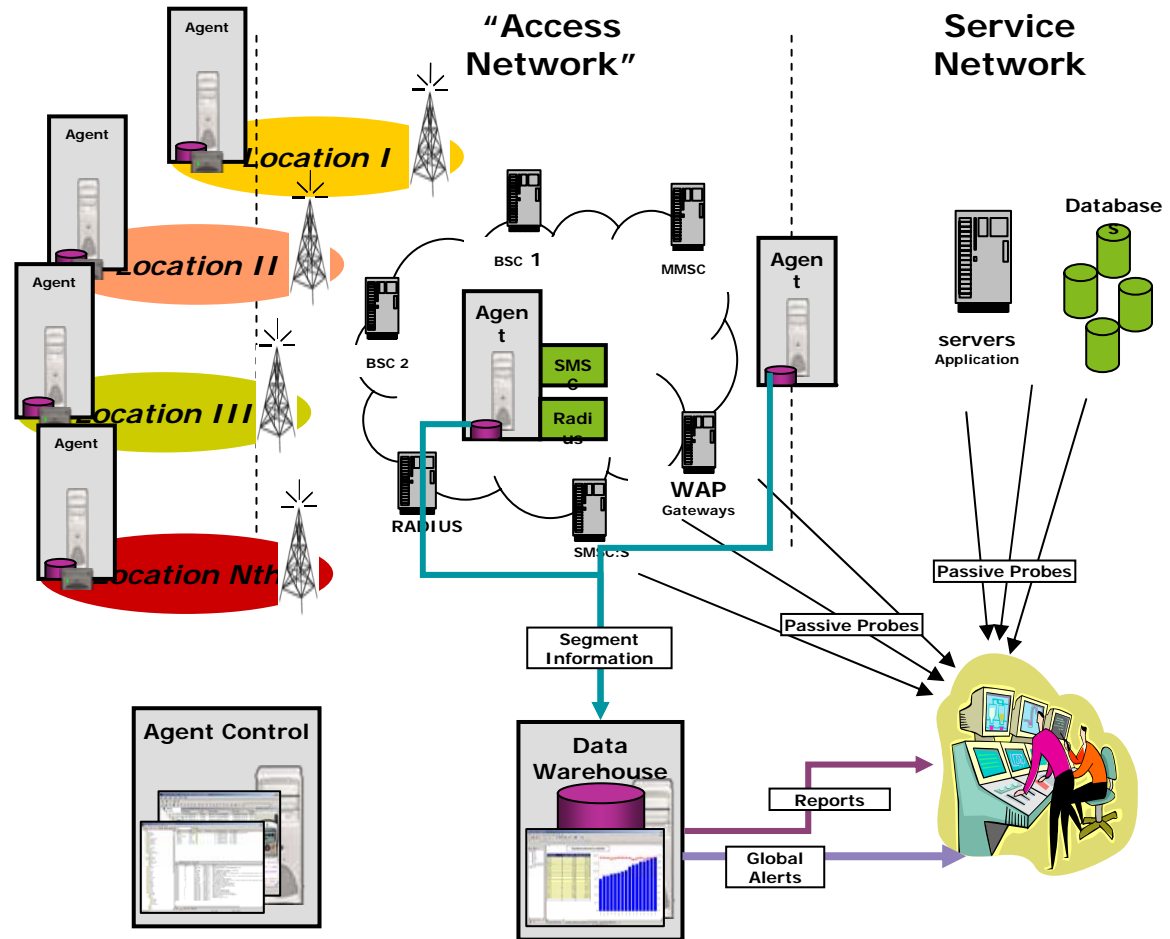 Agent
"Access
Network"
Service
Network
Agent
Location I
Agent
Location II
Location III
Agent
Location Nth
BSC 1
MMSC
BSC 2
Agen
t
SMS
C
Radi
us
Agen
t
RADIUS
SMSC:S
WAP
Gateways
servers
Application
Database
s
Passive Probes
Passive Probes
Segment
Information
Agent Control
Data
Warehouse
Reports
Global
Alerts